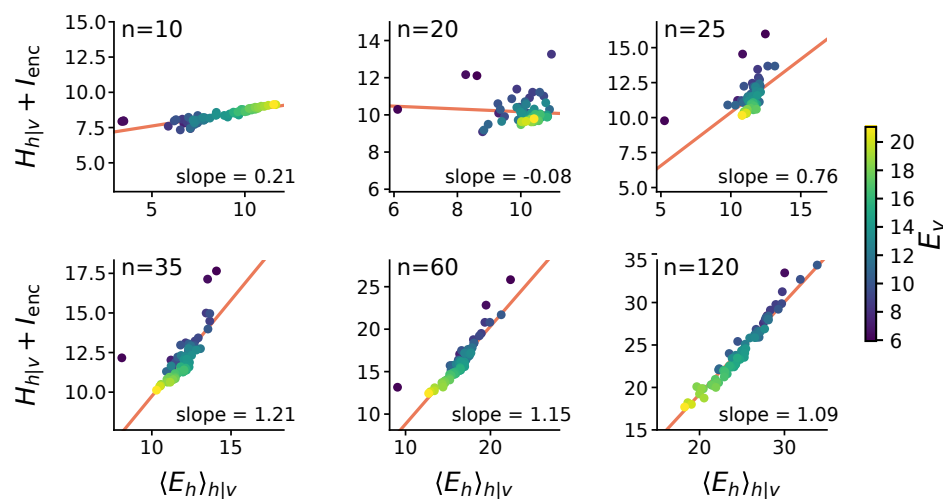 n=10
15.0
12.5
10.0
7.5
5.0
5
10
slope = 0.21
H_{h|v} + I_{enc}
n=20
14
12
10
8
6
6
8
10
slope = -0.08
n=25
15.0
12.5
10.0
7.5
5.0
5
10
15
slope = 0.76
n=35
17.5
15.0
12.5
10.0
10
15
slope = 1.21
H_{h|v} + I_{enc}
⟨E_h⟩_{h|v}
n=60
25
20
15
10
10
20
slope = 1.15
⟨E_h⟩_{h|v}
n=120
35
30
25
20
15
20
30
slope = 1.09
⟨E_h⟩_{h|v}
20
18
16
14
12
10
8
6
E_v